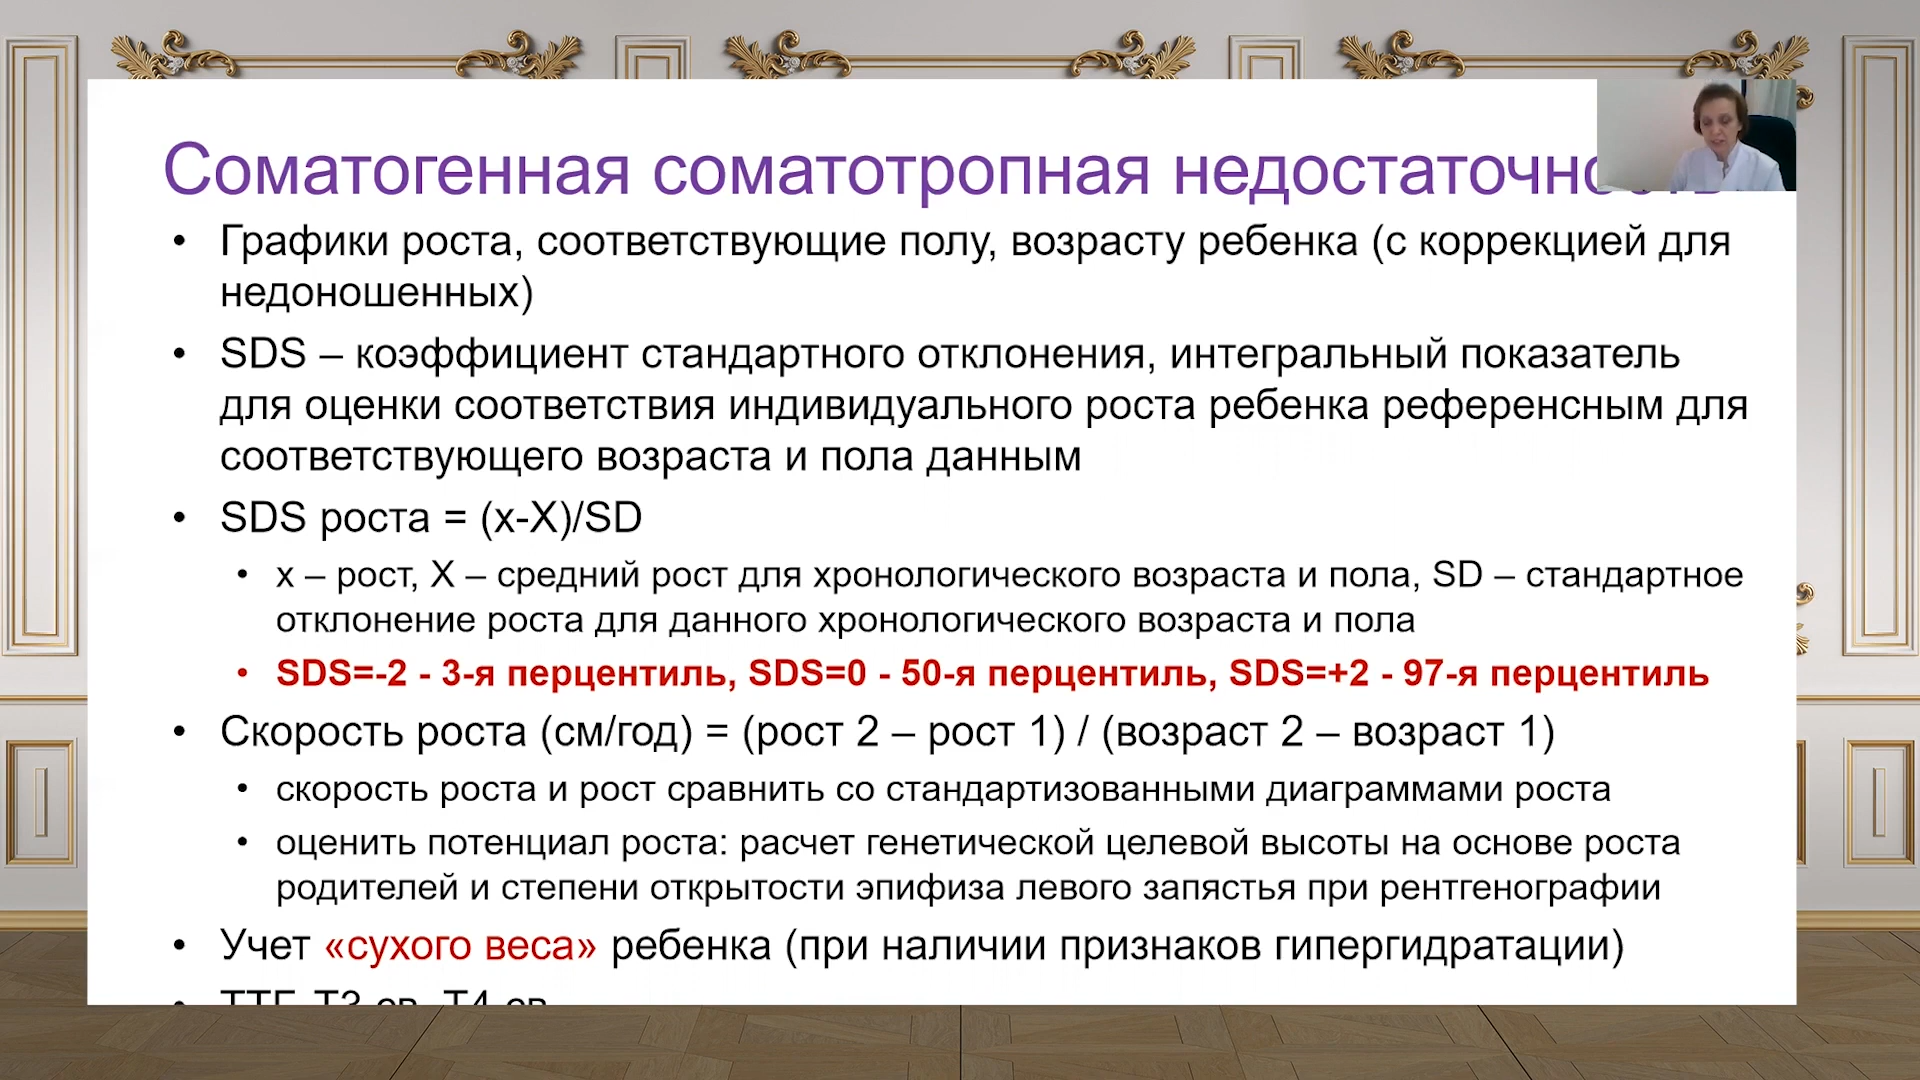 Соматогенная соматотропная недостаточность
• Графики роста, соответствующие полу, возрасту ребенка (с коррекцией для
недоношенных)
• SDS – коэффициент стандартного отклонения, интегральный показатель
для оценки соответствия индивидуального роста ребенка референсным для
соответствующего возраста и пола данным
• SDS роста = (x-X)/SD
• x – рост, X – средний рост для хронологического возраста и пола, SD – стандартное
отклонение роста для данного хронологического возраста и пола
• SDS=-2 - 3-я перцентиль, SDS=0 - 50-я перцентиль, SDS=+2 - 97-я перцентиль
• Скорость роста (см/год) = (рост 2 – рост 1) / (возраст 2 – возраст 1)
• скорость роста и рост сравнить со стандартизованными диаграммами роста
• оценить потенциал роста: расчет генетической целевой высоты на основе роста
родителей и степени открытости эпифиза левого запястья при рентгенографии
• Учет «сухого веса» ребенка (при наличии признаков гипергидратации)
• ТТГ, Т3 св, Т4 св